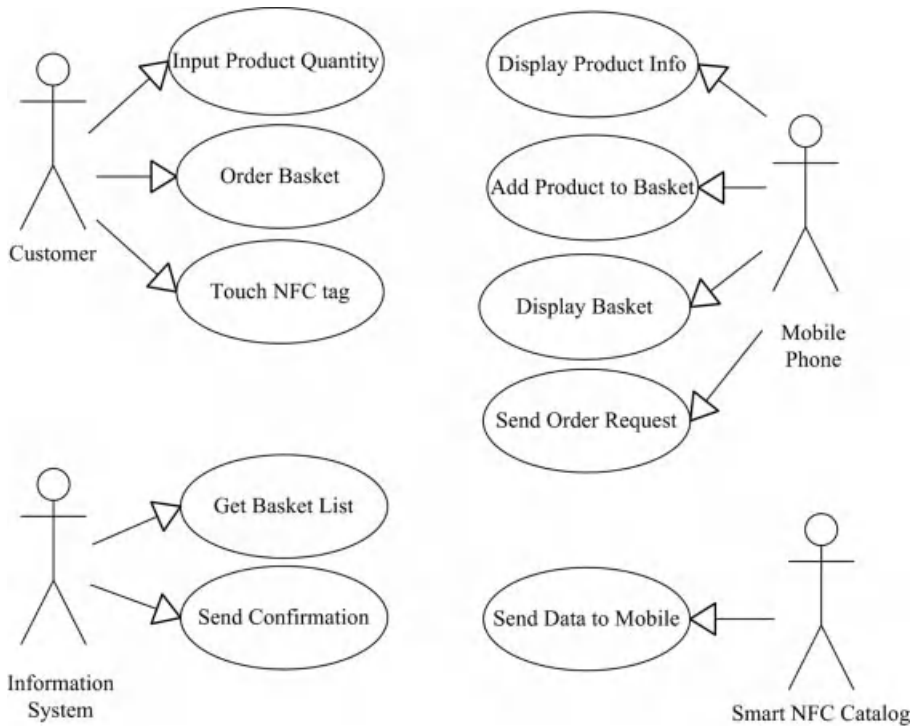 Input Product Quantity
Order Basket
Touch NFC tag
Customer
Display Product Info
Add Product to Basket
Display Basket
Send Order Request
Mobile
Phone
Get Basket List
Send Confirmation
Information
System
Send Data to Mobile
Smart NFC Catalog